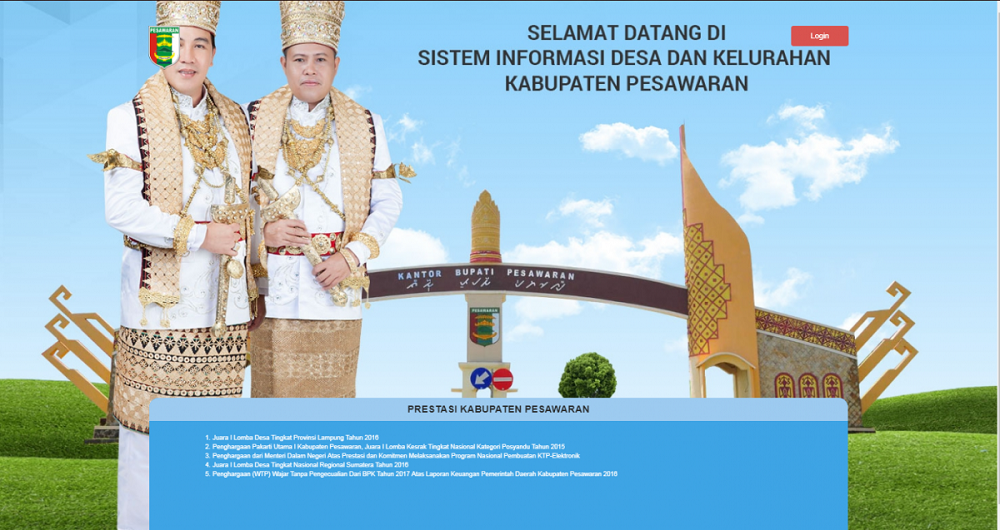 PESAWARAN
SELAMAT DATANG DI
SISTEM INFORMASI DESA DAN KELURAHAN
KABUPATEN PESAWARAN
Login
KANTOR BUPATI PESAWARAN
PESAWARAN
PRESTASI KABUPATEN PESAWARAN
1. Juara I Lomba Desa Tingkat Provinsi Lampung Tahun 2016
2. Penghargaan Pakarti Utama I Kabupaten Pesawaran, Juara I Lomba Kesrak Tingkat Nasional Kategori Posyandu Tahun 2015
3. Penghargaan dari Menteri Dalam Negeri Atas Prestasi dan Komitmen Melaksanakan Program Nasional Pembuatan KTP-Elektronik
4. Juara I Lomba Desa Tingkat Nasional Regional Sumatera Tahun 2016
5. Penghargaan (WTP) Wajar Tanpa Pengecualian Dari BPK Tahun 2017 Atas Laporan Keuangan Pemerintah Daerah Kabupaten Pesawaran 2016